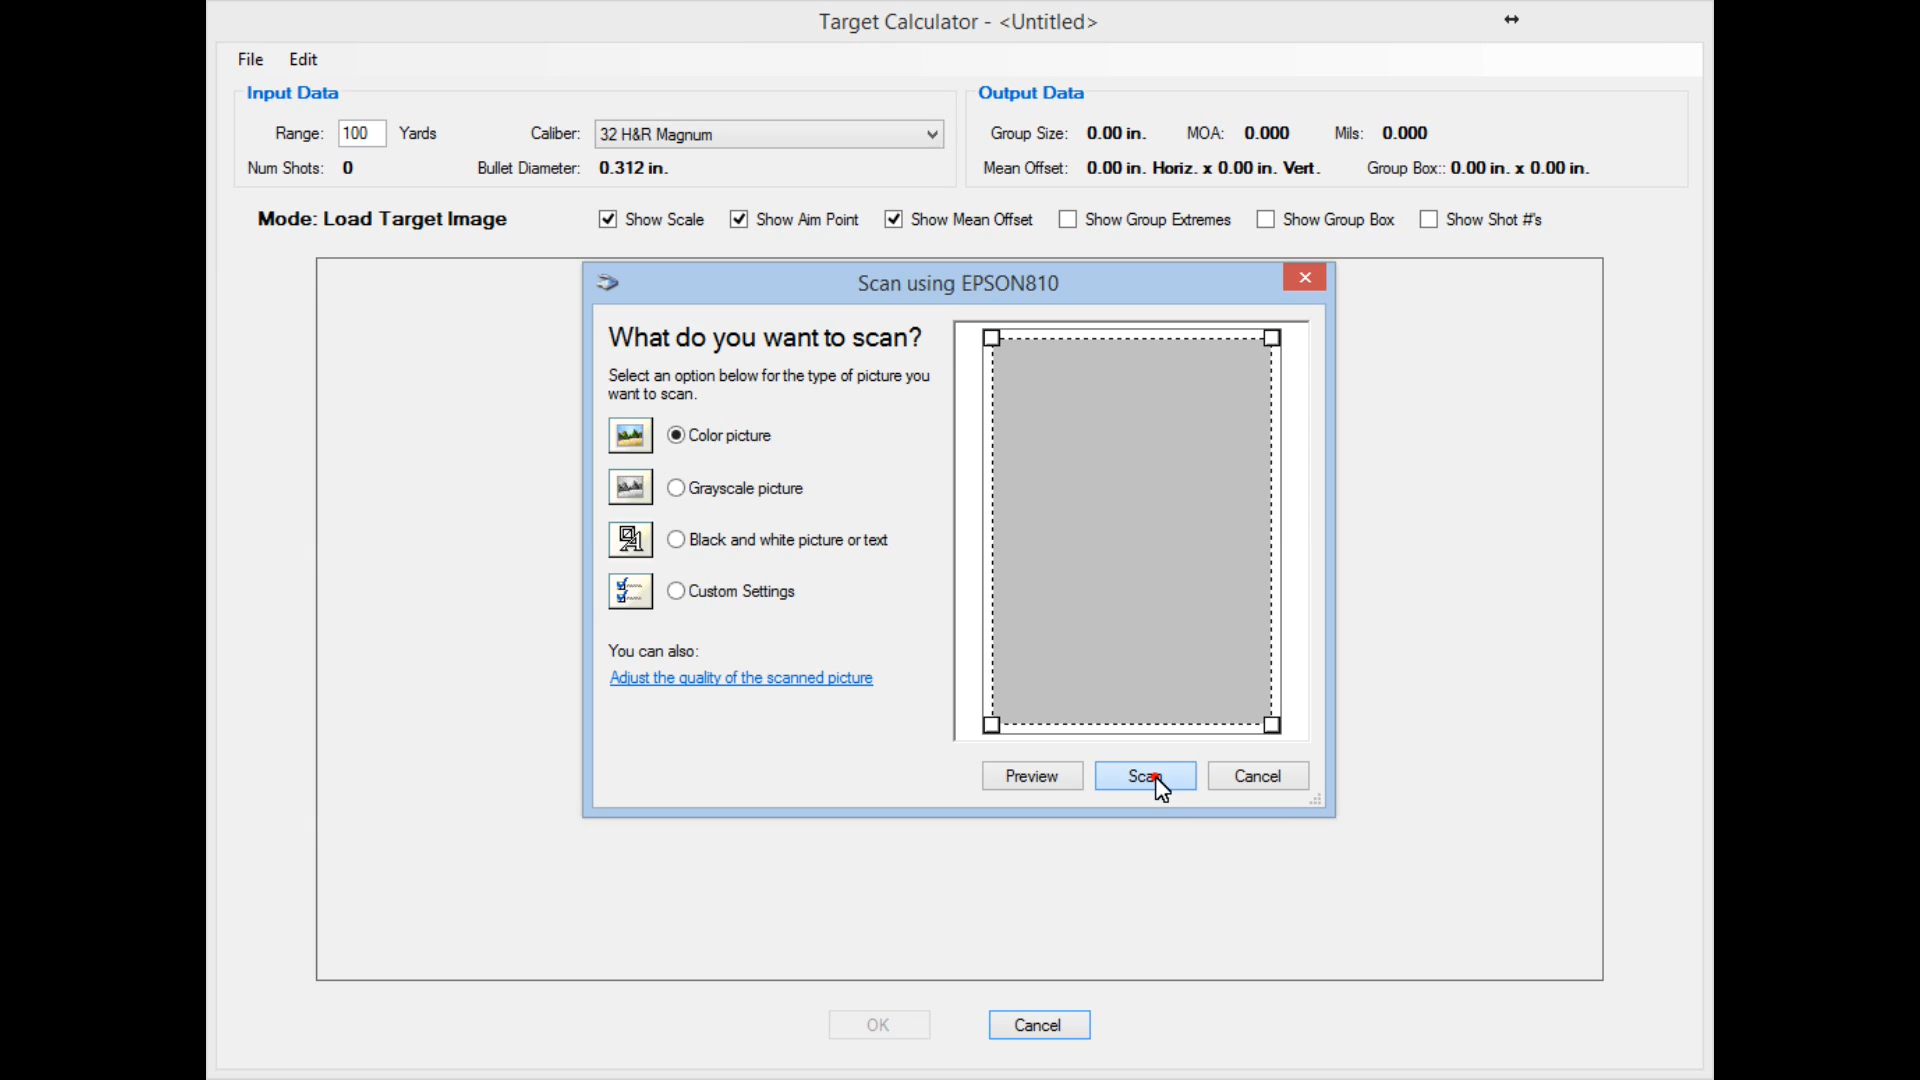 Target Calculator - <Untitled>
File Edit
Input Data
Range: 100 Yards Caliber: 32 H&R Magnum
Num Shots: 0 Bullet Diameter: 0.312 in.
Output Data
Group Size: 0.00 in. MOA: 0.000 Mils: 0.000
Mean Offset: 0.00 in. Horiz. x 0.00 in. Vert. Group Box:: 0.00 in. x 0.00 in.
Mode: Load Target Image Show Scale Show Aim Point Show Mean Offset Show Group Extremes Show Group Box Show Shot #'s
Scan using EPSON810
What do you want to scan?
Select an option below for the type of picture you
want to scan.
Color picture
Grayscale picture
Black and white picture or text
Custom Settings
You can also:
Adjust the quality of the scanned picture
Preview Scan Cancel
OK Cancel